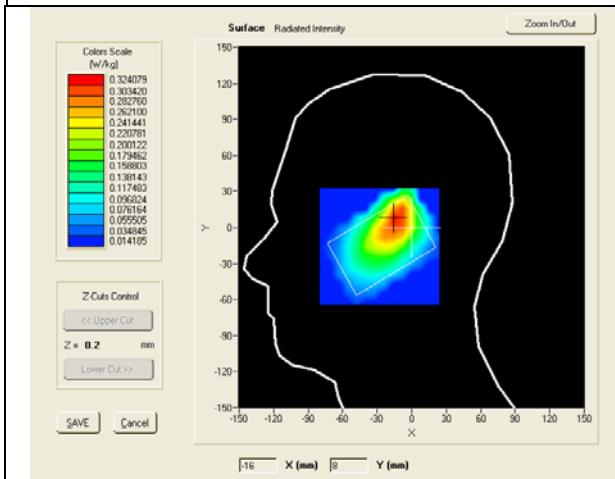 Surface Radiated Intensity
Zoom In/Out
Colors Scale
(W/kg)
0.324079
0.303420
0.282760
0.262100
0.241441
0.220781
0.200122
0.179462
0.158803
0.138143
0.117483
0.096824
0.076164
0.055505
0.034845
0.014185
Z-Cuts Control
<< Upper Cut
Z = 0.2 mm
Lower Cut >>
SAVE Cancel
150
120
90
60
30
0
-30
-60
-90
-120
-150
Y
-150 -120 -90 -60 -30 0 30 60 90 120 150
X
-16 X (mm) 8 Y (mm)